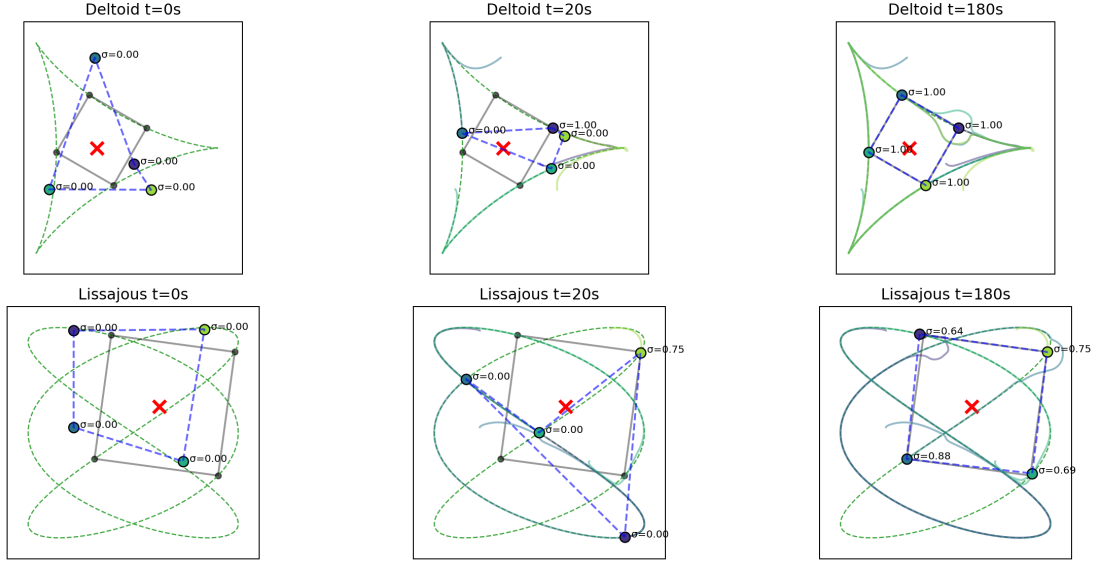 Deltoid t=0s
σ=0.00
σ=0.00
σ=0.00
σ=0.00
Deltoid t=20s
σ=1.00
σ=0.00
σ=0.00
σ=0.00
Deltoid t=180s
σ=1.00
σ=1.00
σ=1.00
σ=1.00
Lissajous t=0s
σ=0.00
σ=0.00
σ=0.00
σ=0.00
Lissajous t=20s
σ=0.75
σ=0.00
σ=0.00
σ=0.00
Lissajous t=180s
σ=0.64
σ=0.75
σ=0.88
σ=0.69